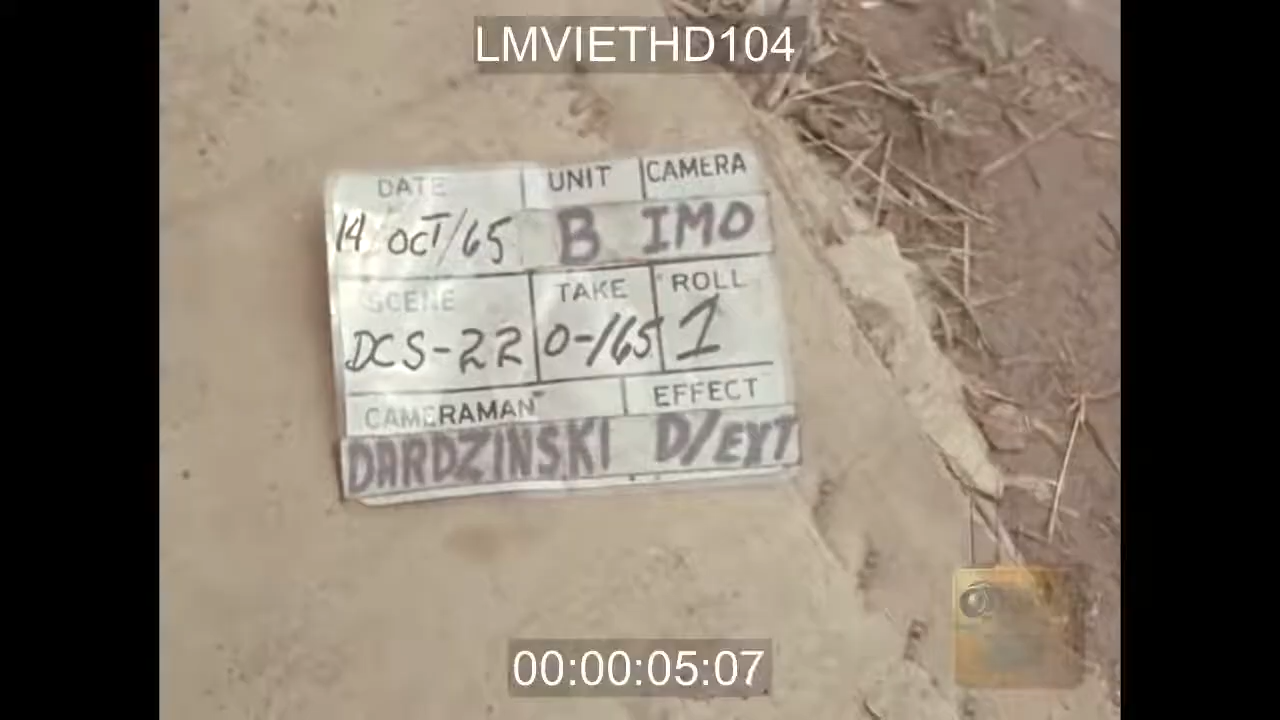 LMVIETHD104
DATE UNIT CAMERA
14 OCT/65 B IMO
SCENE TAKE ROLL
DCS-22 0-/65 1
CAMERAMAN EFFECT
DARDZINSKI D/EXT
00:00:05:07